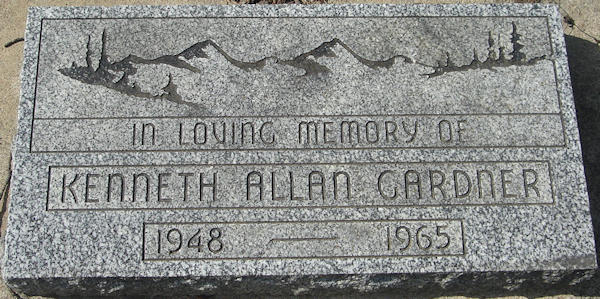 IN LOVING MEMORY OF
KENNETH ALLAN GARDNER
1948 — 1965